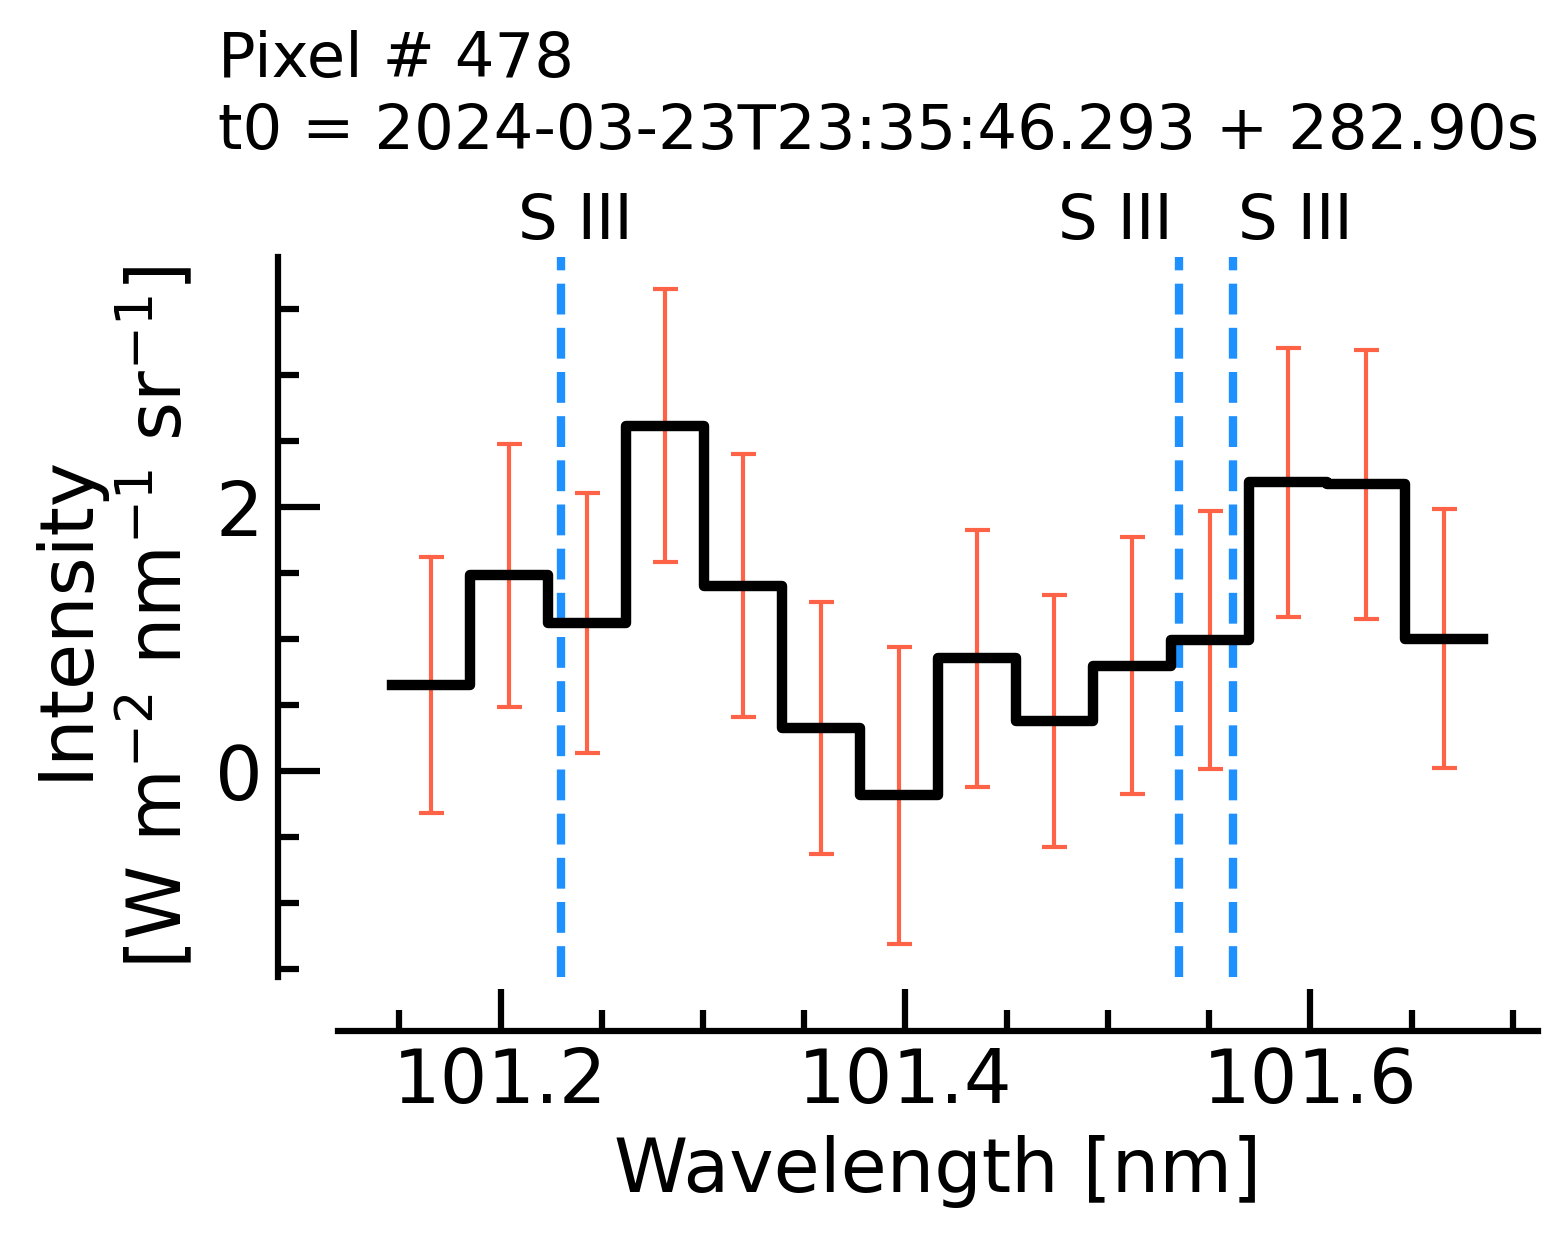 Pixel # 478
t0 = 2024-03-23T23:35:46.293 + 282.90s
S III S III S III
Intensity
[W m⁻² nm⁻¹ sr⁻¹]
2
0
101.2 101.4 101.6
Wavelength [nm]